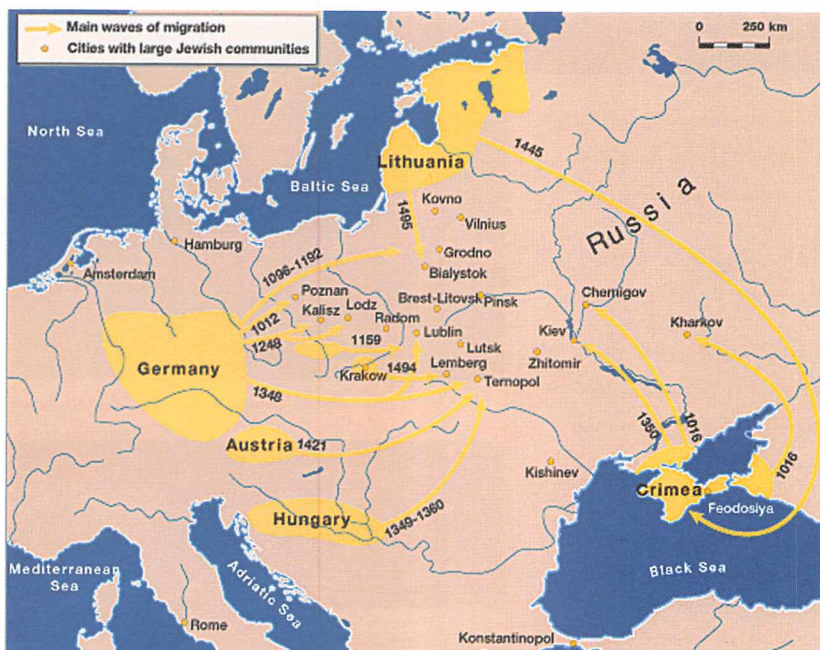 Main waves of migration
Cities with large Jewish communities
0 250 km
North Sea
Baltic Sea
Lithuania
1445
Russia
Kovno
Vilnius
1495
Hamburg
Grodno
Bialystok
Amsterdam
1096-1192
Poznan
Brest-Litovsk
Pinsk
Chernigov
Kalisz
Lodz
Radom
1012
Lublin
Kiev
Kharkov
1248
1159
Lutsk
Zhitomir
Germany
Krakow
1494
Lemberg
Ternopol
1348
Austria
1421
1350
1016
1016
Kishinev
Crimea
Feodosiya
Hungary
1349-1360
Mediterranean
Sea
Adriatic Sea
Black Sea
Rome
Konstantinopol